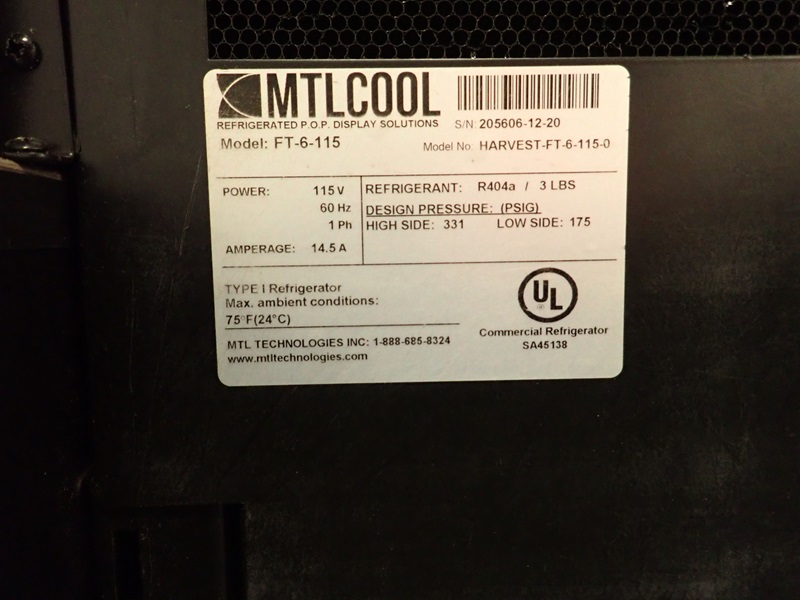 MTLCOOL
REFRIGERATED P.O.P. DISPLAY SOLUTIONS
S/N: 205606-12-20
Model: FT-6-115
Model No: HARVEST-FT-6-115-0
POWER: 115 V
60 Hz
1 Ph
AMPERAGE: 14.5 A
REFRIGERANT: R404a / 3 LBS
DESIGN PRESSURE: (PSIG)
HIGH SIDE: 331 LOW SIDE: 175
TYPE I Refrigerator
Max. ambient conditions:
75°F(24°C)
MTL TECHNOLOGIES INC: 1-888-685-8324
www.mtltechnologies.com
UL
Commercial Refrigerator
SA45138